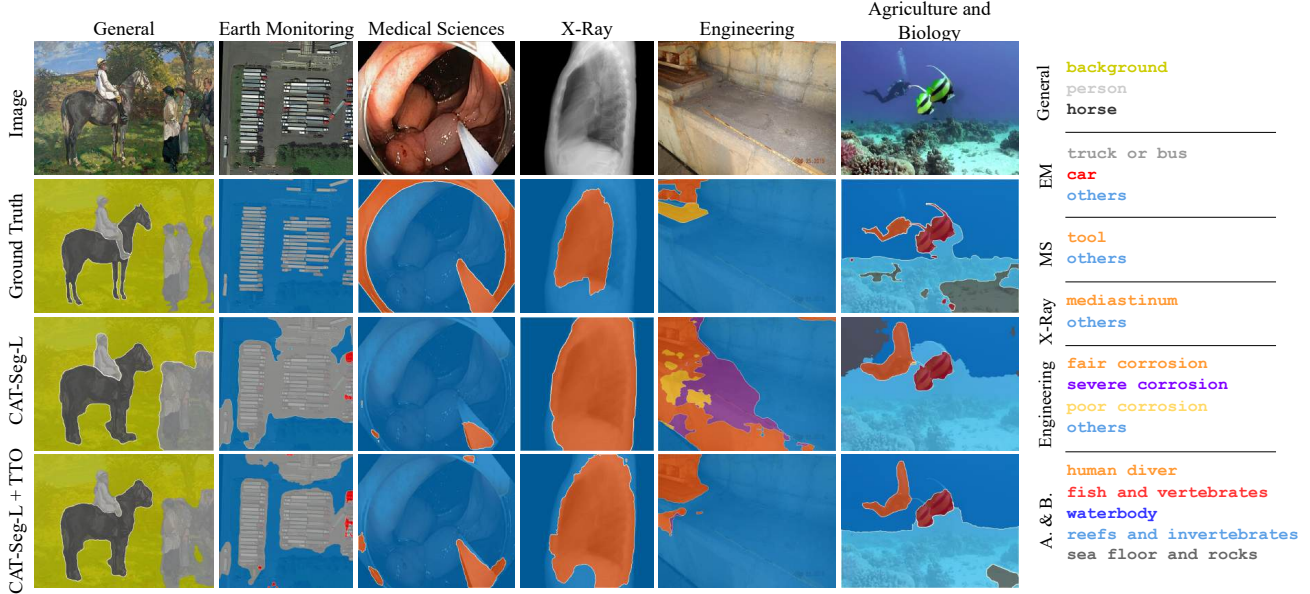 General
Earth Monitoring
Medical Sciences
X-Ray
Engineering
Agriculture and
Biology
Image
Ground Truth
CAT-Seg-L
CAT-Seg-L + TTO
General
background
person
horse
EM
truck or bus
car
others
MS
tool
others
X-Ray
mediastinum
others
Engineering
fair corrosion
severe corrosion
poor corrosion
others
A. & B.
human diver
fish and vertebrates
waterbody
reefs and invertebrates
sea floor and rocks